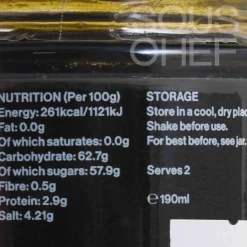 SOUS
CHEF
NUTRITION (Per 100g)
Energy: 261kcal/1121kJ
Fat: 0.0g
Of which saturates: 0.0g
Carbohydrate: 62.7g
Of which sugars: 57.9g
Fibre: 0.5g
Protein: 2.9g
Salt: 4.21g
STORAGE
Store in a cool, dry
Shake before use.
For best before, see jar.
Serves 2
℮190ml